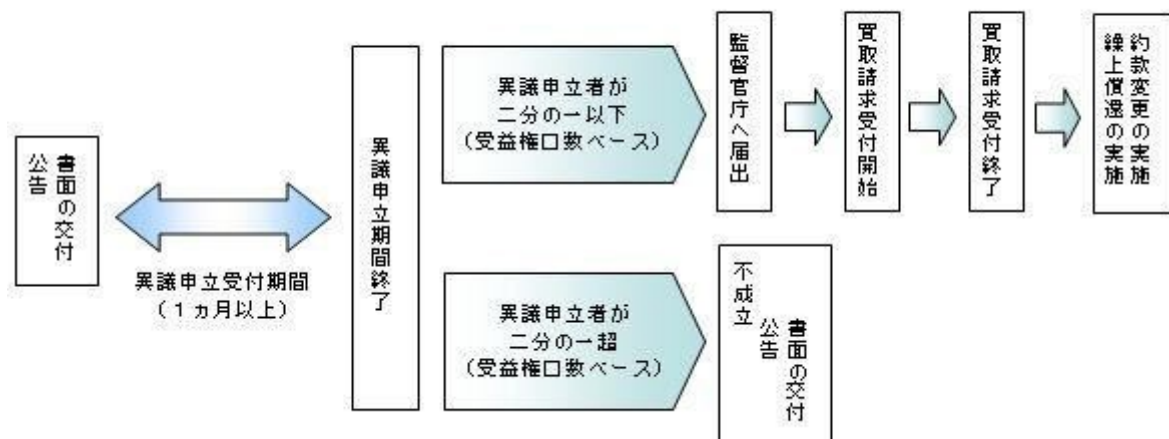 書面の交付
公告
異議申立受付期間
（１ヵ月以上）
異議申立期間終了
異議申立者が
二分の一以下
（受益権口数ベース）
監督官庁へ届出
買取請求受付開始
買取請求受付終了
約款変更の実施
繰上償還の実施
異議申立者が
二分の一超
（受益権口数ベース）
不成立
書面の交付
公告